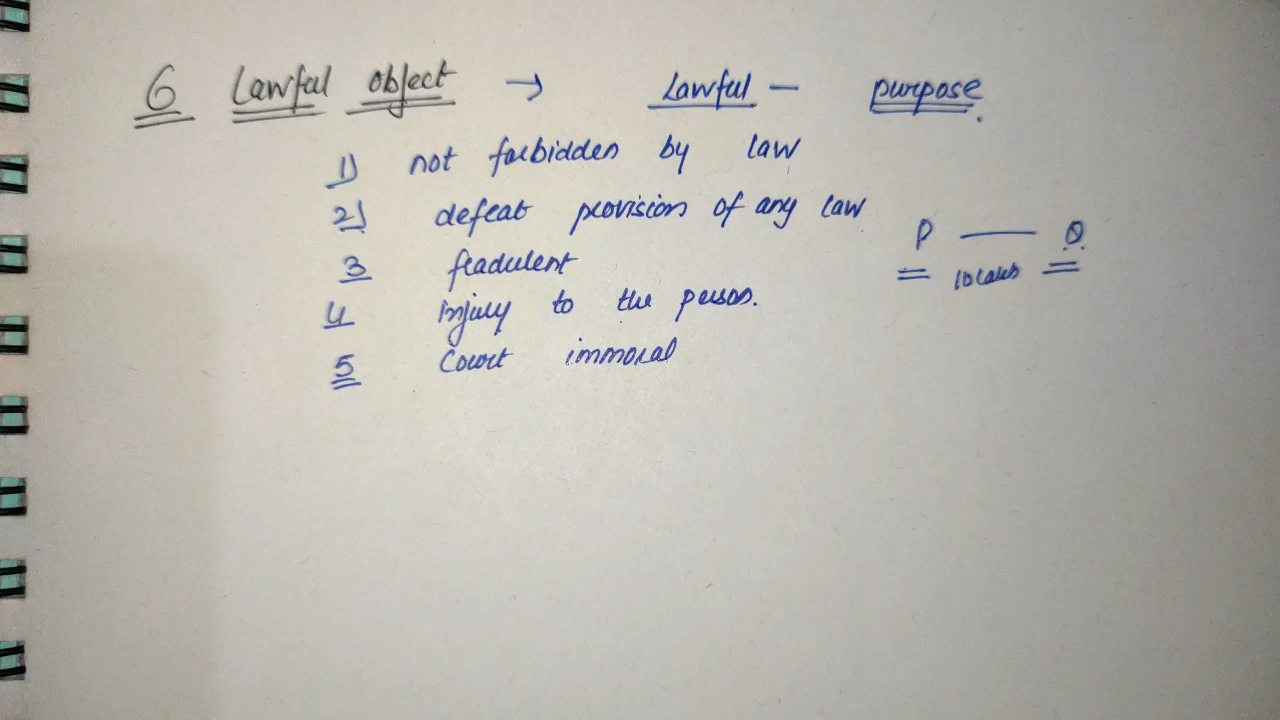 6 Lawful object → Lawful — purpose.
1) not forbidden by law
2) defeat provision of any law
P — Q
3 fradulent
10 lakhs
4 injury to the person.
5 Court immoral